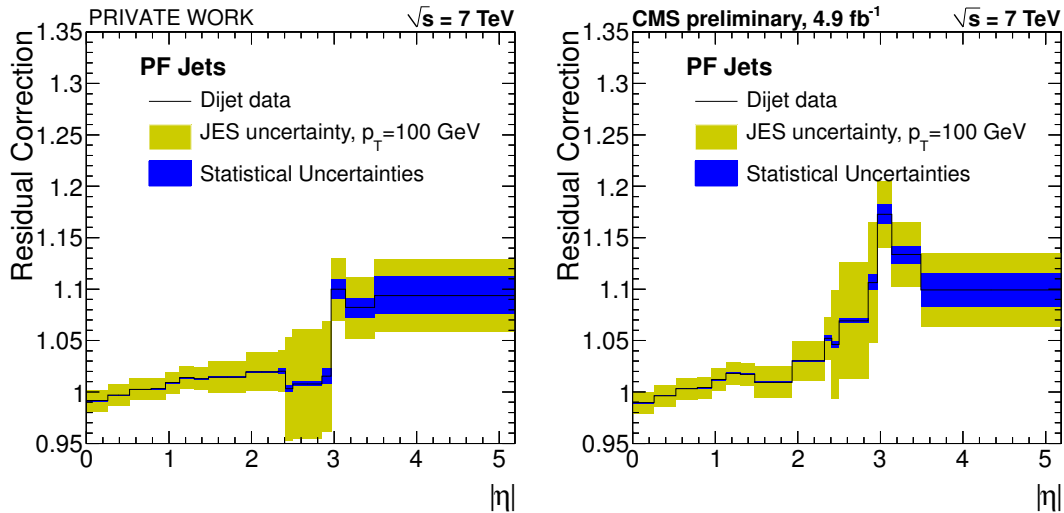 PRIVATE WORK √s = 7 TeV
Residual Correction
1.35
1.3
1.25
1.2
1.15
1.1
1.05
1
0.95
PF Jets
Dijet data
JES uncertainty, p_T=100 GeV
Statistical Uncertainties
0 1 2 3 4 5
|η|
CMS preliminary, 4.9 fb⁻¹ √s = 7 TeV
Residual Correction
1.35
1.3
1.25
1.2
1.15
1.1
1.05
1
0.95
PF Jets
Dijet data
JES uncertainty, p_T=100 GeV
Statistical Uncertainties
0 1 2 3 4 5
|η|